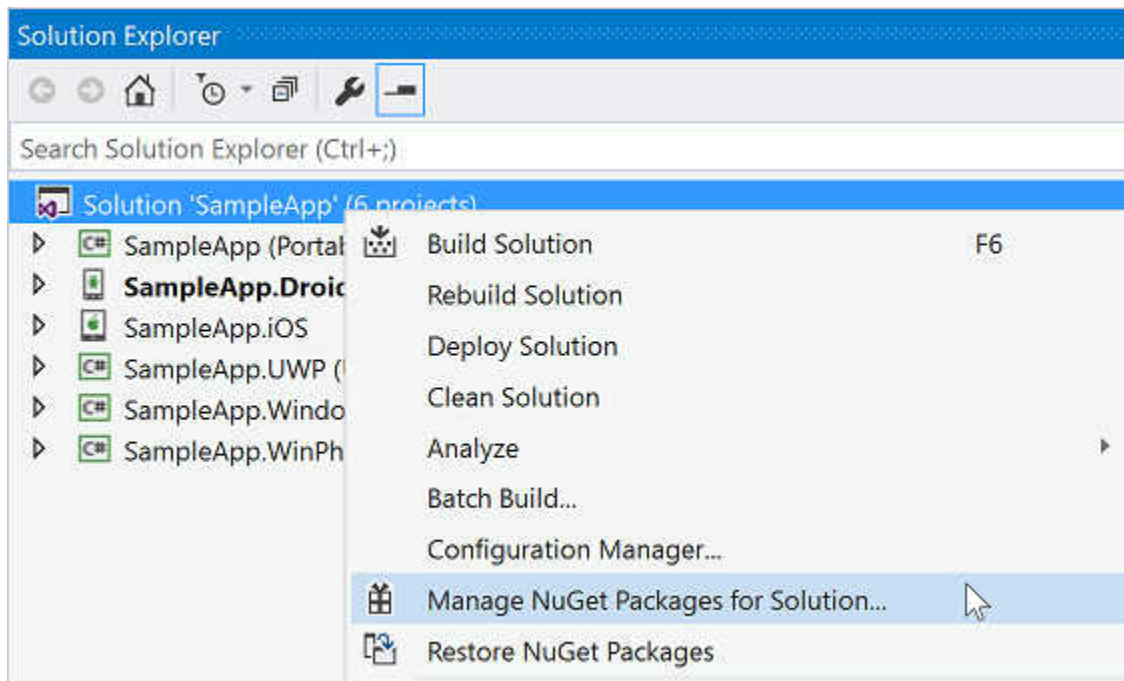 Solution Explorer
Search Solution Explorer (Ctrl+;)
Solution 'SampleApp' (6 projects)
C# SampleApp (Portab
SampleApp.Droid
SampleApp.iOS
C# SampleApp.UWP (
C# SampleApp.Windo
C# SampleApp.WinPh
Build Solution F6
Rebuild Solution
Deploy Solution
Clean Solution
Analyze
Batch Build...
Configuration Manager...
Manage NuGet Packages for Solution...
Restore NuGet Packages